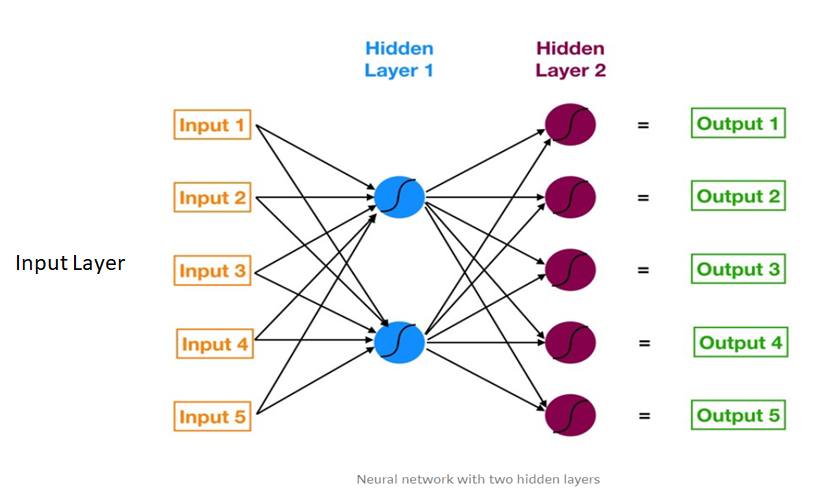 Hidden
Layer 1
Hidden
Layer 2
Input 1
=
Output 1
Input 2
=
Output 2
Input Layer
Input 3
=
Output 3
Input 4
=
Output 4
Input 5
=
Output 5
Neural network with two hidden layers